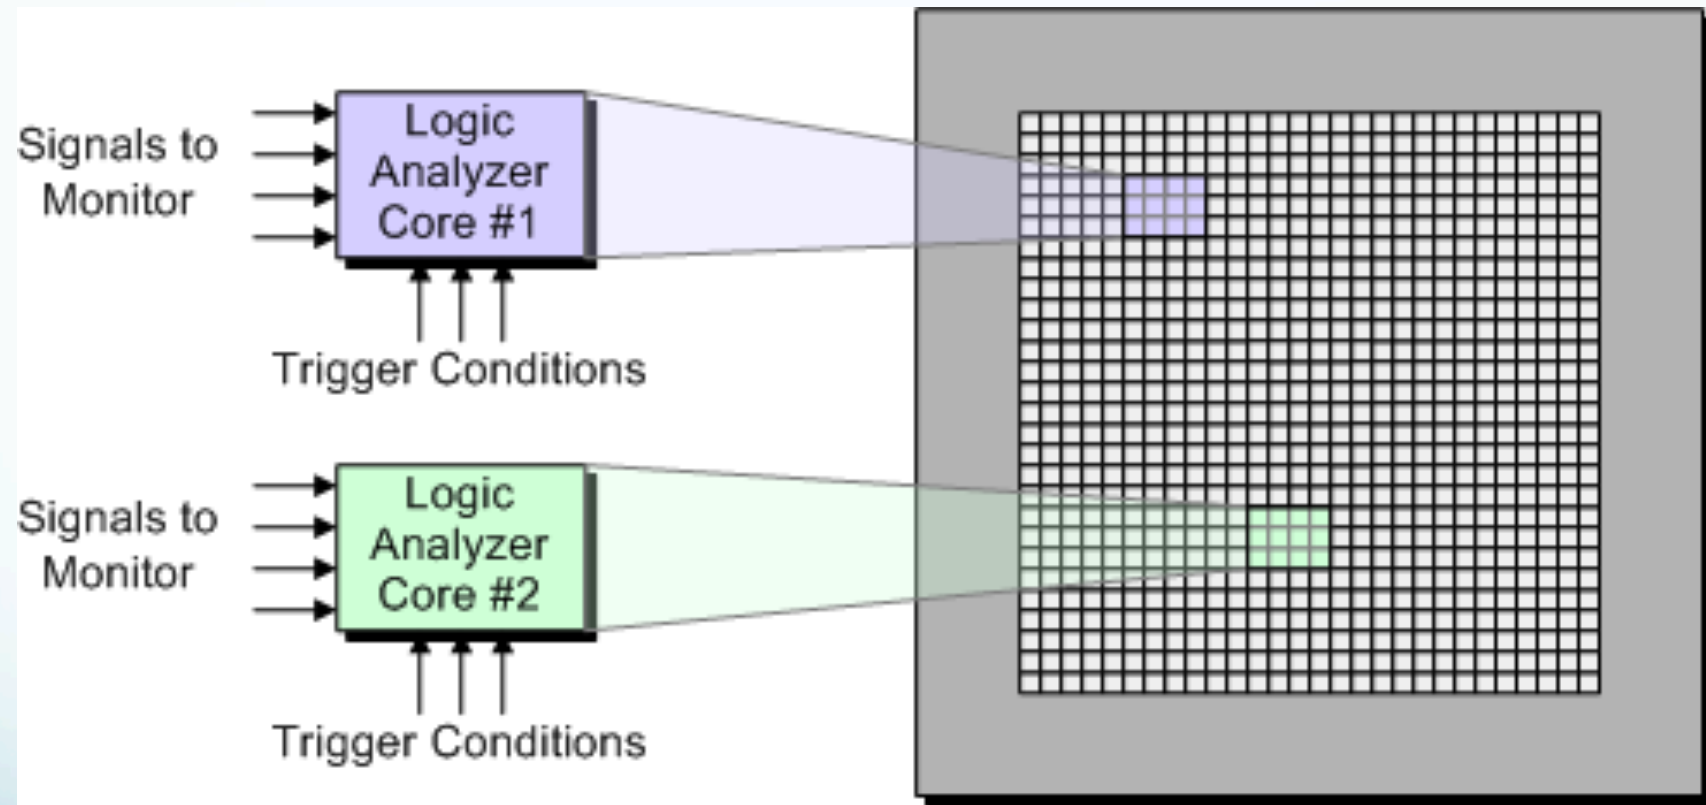 Signals to
Monitor
Logic
Analyzer
Core #1
Trigger Conditions
Signals to
Monitor
Logic
Analyzer
Core #2
Trigger Conditions